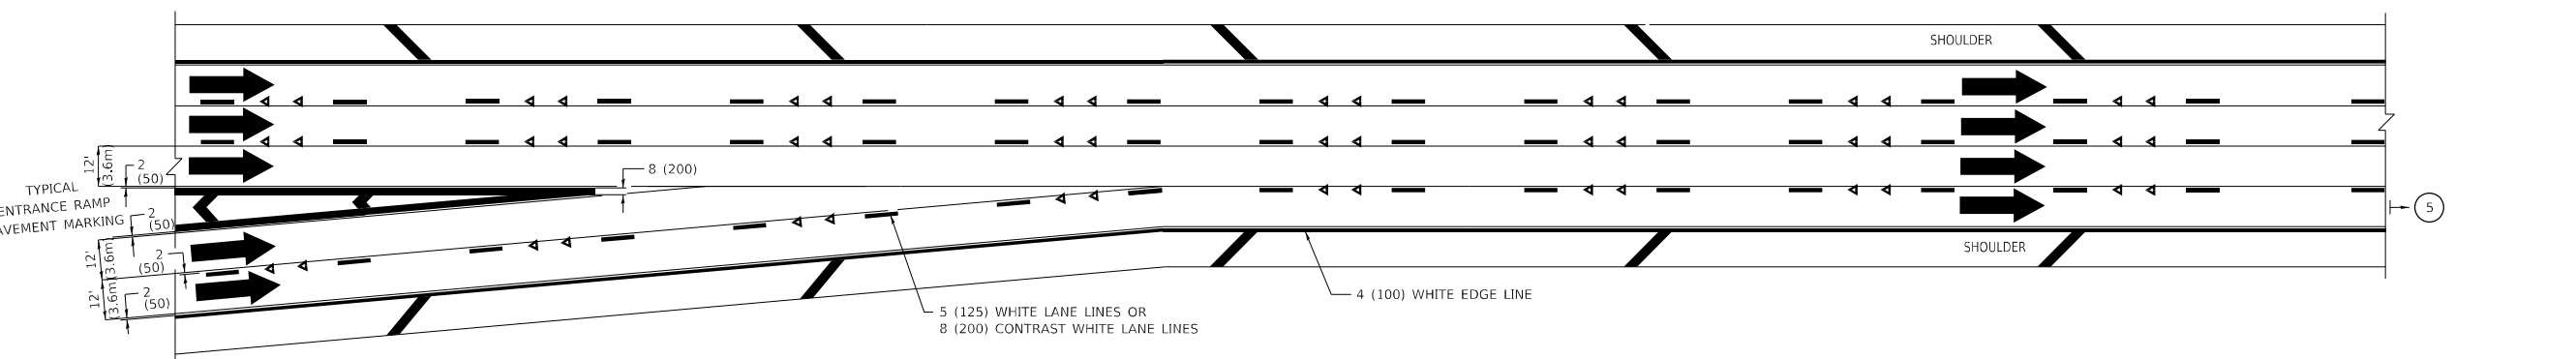 SHOULDER
12'
(3.6m)
2
(50)
8 (200)
TYPICAL
ENTRANCE RAMP
PAVEMENT MARKING
2
(50)
12'
(3.6m)
2
(50)
12'
(3.6m)
2
(50)
5
SHOULDER
4 (100) WHITE EDGE LINE
5 (125) WHITE LANE LINES OR
8 (200) CONTRAST WHITE LANE LINES